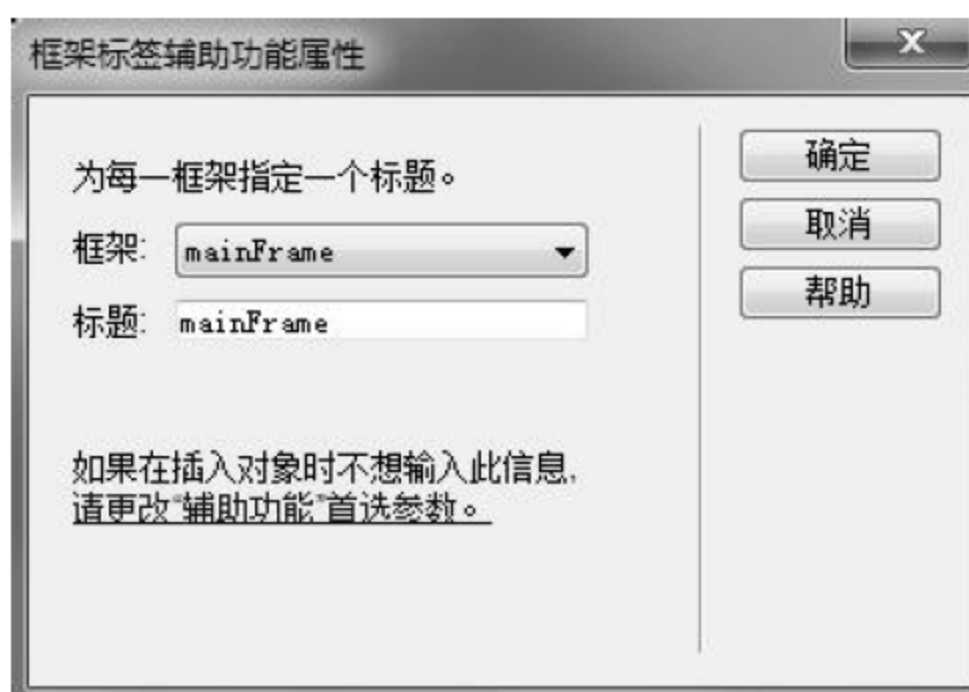 框架标签辅助功能属性
为每一框架指定一个标题。
框架: mainFrame
标题: mainFrame
如果在插入对象时不想输入此信息,
请更改"辅助功能"首选参数。
确定
取消
帮助